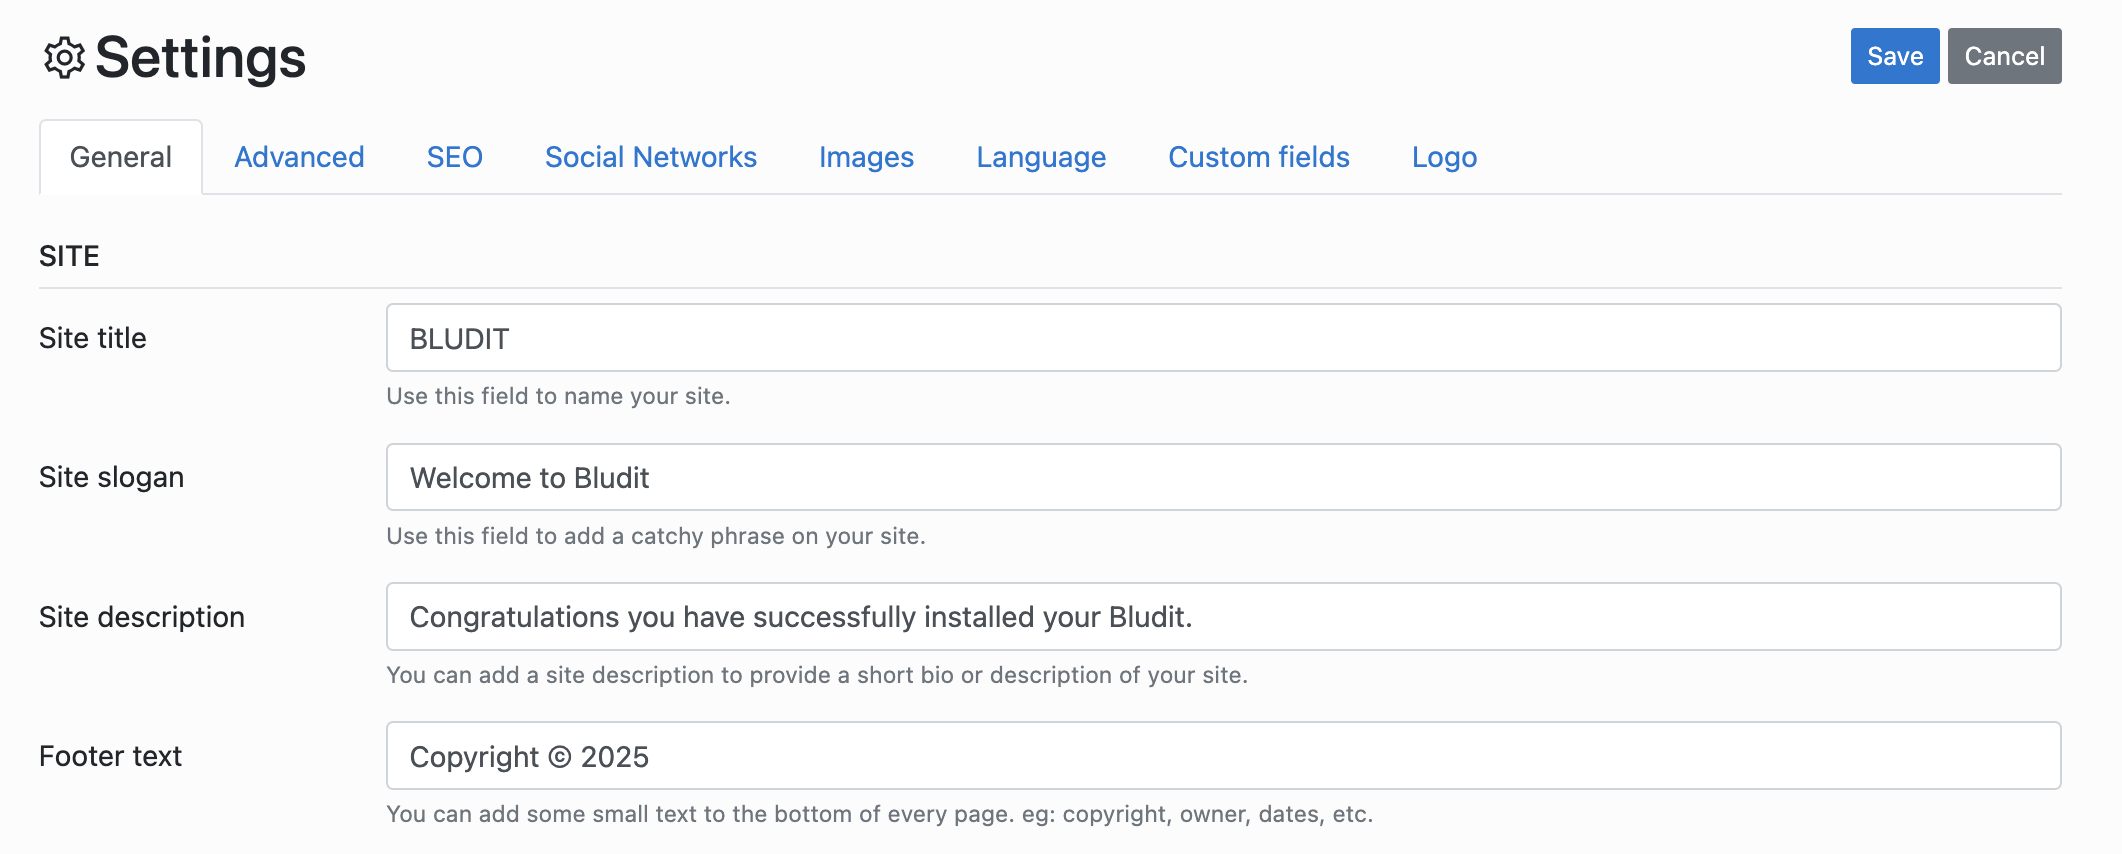 Settings
Save Cancel
General Advanced SEO Social Networks Images Language Custom fields Logo
SITE
Site title
BLUDIT
Use this field to name your site.
Site slogan
Welcome to Bludit
Use this field to add a catchy phrase on your site.
Site description
Congratulations you have successfully installed your Bludit.
You can add a site description to provide a short bio or description of your site.
Footer text
Copyright © 2025
You can add some small text to the bottom of every page. eg: copyright, owner, dates, etc.